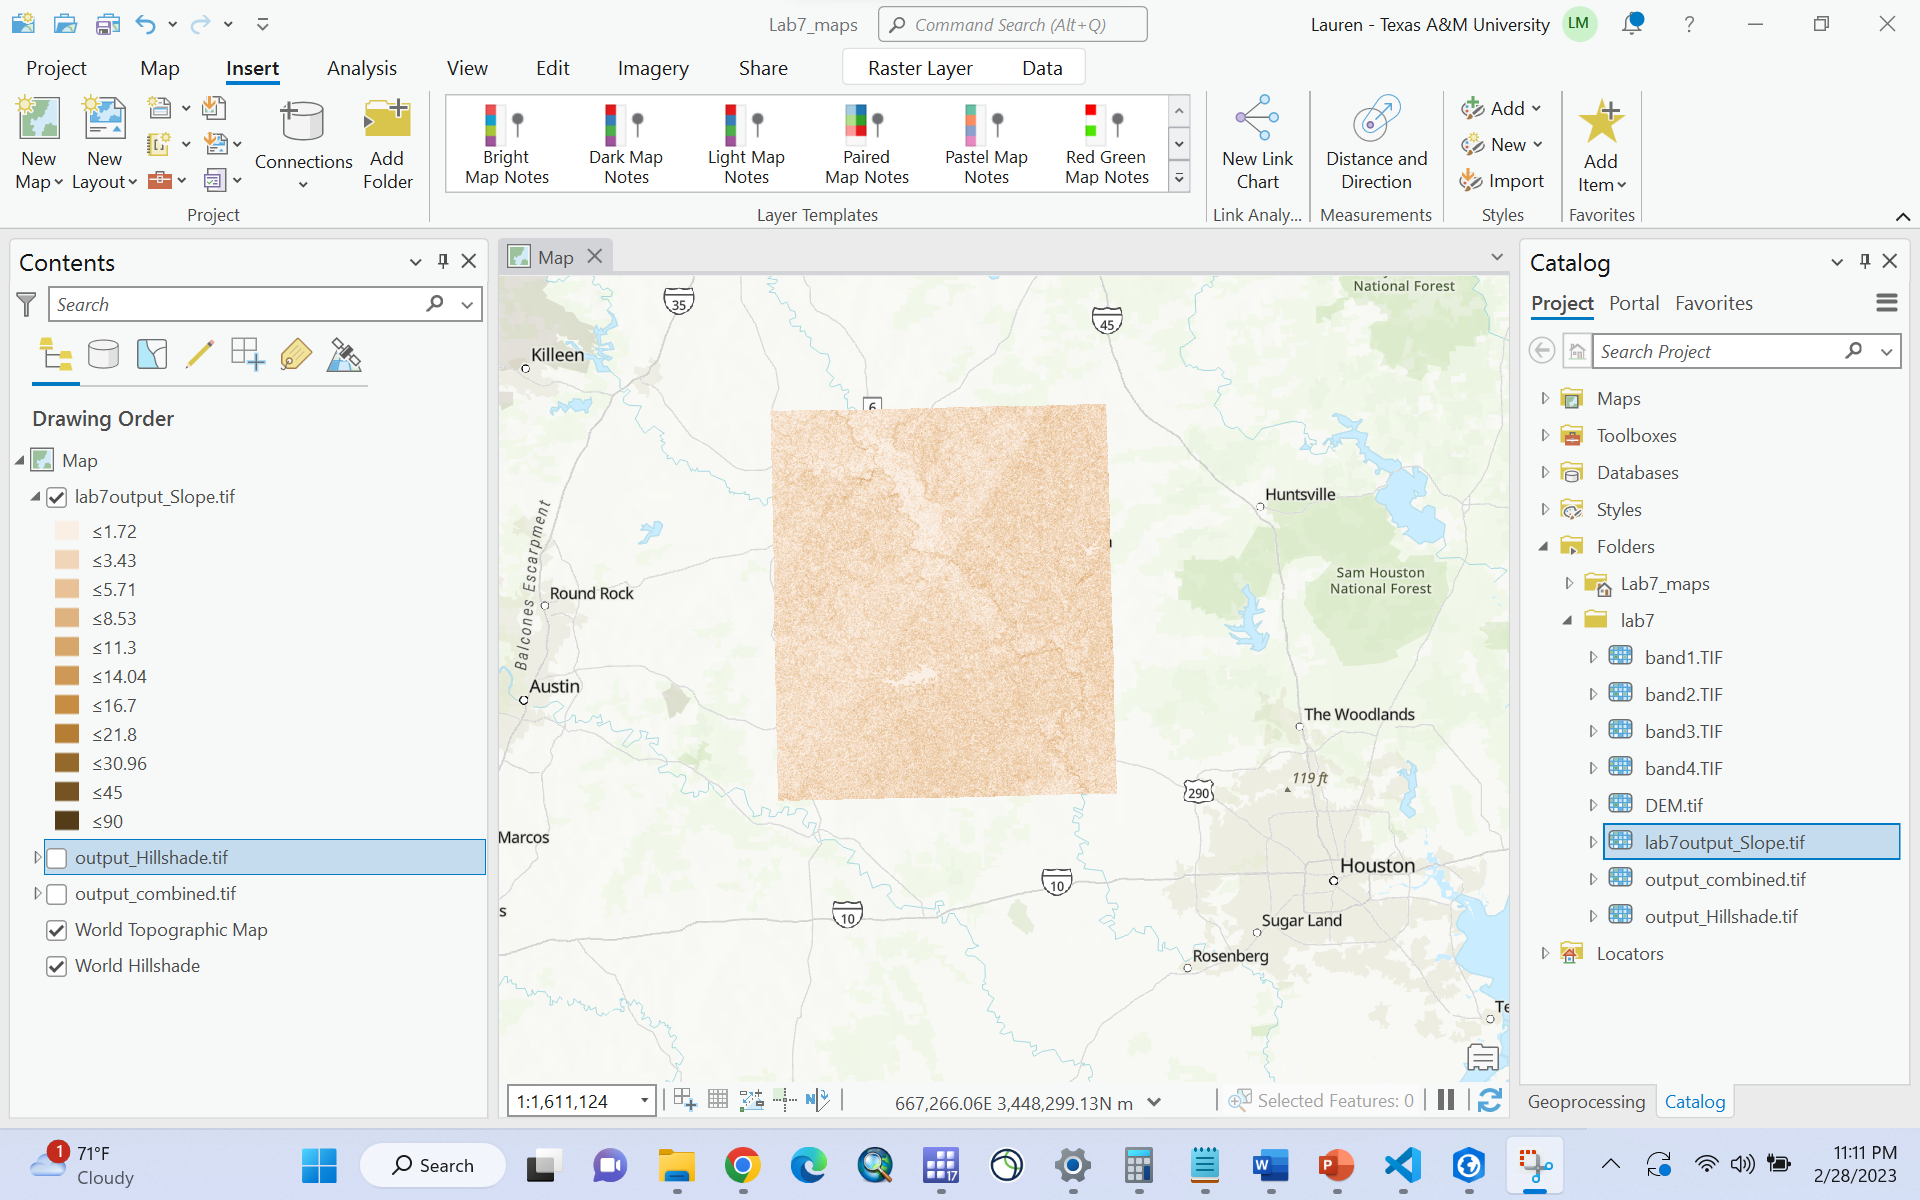 Lab7_maps
Command Search (Alt+Q)
Lauren - Texas A&M University
LM
?
Project
Map
Insert
Analysis
View
Edit
Imagery
Share
Raster Layer
Data
New
Map
New
Layout
Connections
Add
Folder
Project
Bright
Map Notes
Dark Map
Notes
Light Map
Notes
Paired
Map Notes
Pastel Map
Notes
Red Green
Map Notes
Layer Templates
New Link
Chart
Link Analy...
Distance and
Direction
Measurements
Add
New
Import
Styles
Add
Item
Favorites
Contents
Search
Drawing Order
Map
lab7output_Slope.tif
≤1.72
≤3.43
≤5.71
≤8.53
≤11.3
≤14.04
≤16.7
≤21.8
≤30.96
≤45
≤90
output_Hillshade.tif
output_combined.tif
World Topographic Map
World Hillshade
Map
National Forest
35
45
Killeen
6
Huntsville
Balcones Escarpment
Round Rock
Sam Houston
National Forest
Austin
The Woodlands
119 ft
290
Marcos
Houston
10
10
s
Sugar Land
Rosenberg
Te
1:1,611,124
N
667,266.06E 3,448,299.13N m
Selected Features: 0
Catalog
Project
Portal
Favorites
Search Project
Maps
Toolboxes
Databases
Styles
Folders
Lab7_maps
lab7
band1.TIF
band2.TIF
band3.TIF
band4.TIF
DEM.tif
lab7output_Slope.tif
output_combined.tif
output_Hillshade.tif
Locators
Geoprocessing
Catalog
1
71°F
Cloudy
Search
17
W
P
11:11 PM
2/28/2023